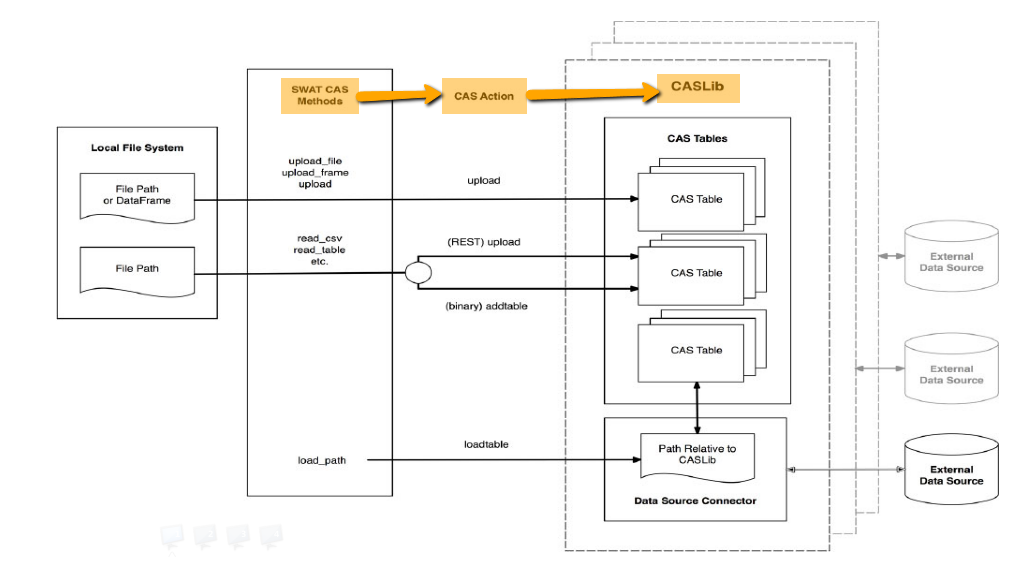 SWAT CAS
Methods
CAS Action
CASLib
Local File System
File Path
or DataFrame
File Path
upload_file
upload_frame
upload
read_csv
read_table
etc.
load_path
upload
(REST) upload
(binary) addtable
loadtable
CAS Tables
CAS Table
CAS Table
CAS Table
Path Relative to
CASLib
Data Source Connector
External
Data Source
External
Data Source
External
Data Source